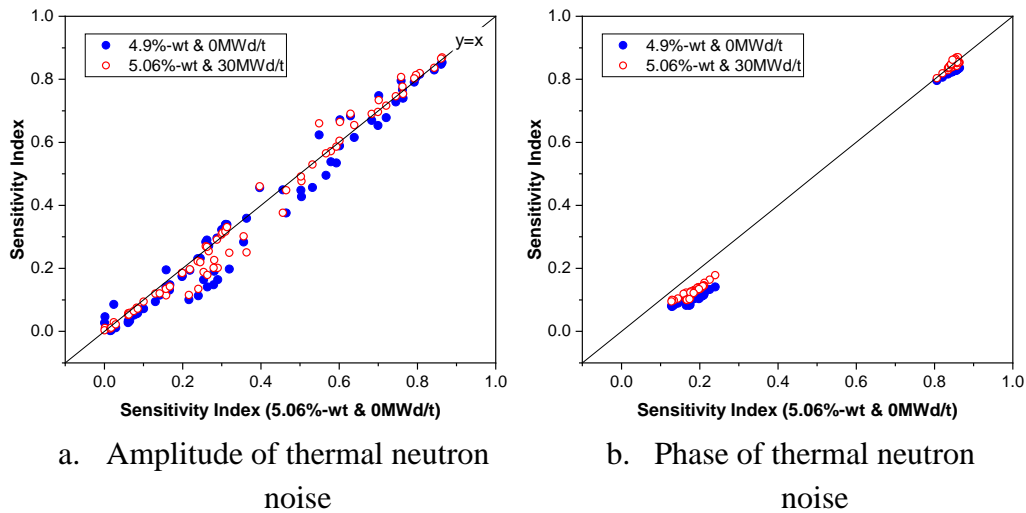 1.0
0.8
0.6
0.4
0.2
0.0
Sensitivity Index
4.9%-wt & 0MWd/t
5.06%-wt & 30MWd/t
y=x
0.0 0.2 0.4 0.6 0.8 1.0
Sensitivity Index (5.06%-wt & 0MWd/t)
a. Amplitude of thermal neutron
noise
1.0
0.8
0.6
0.4
0.2
0.0
Sensitivity Index
4.9%-wt & 0MWd/t
5.06%-wt & 30MWd/t
0.0 0.2 0.4 0.6 0.8 1.0
Sensitivity Index (5.06%-wt & 0MWd/t)
b. Phase of thermal neutron
noise